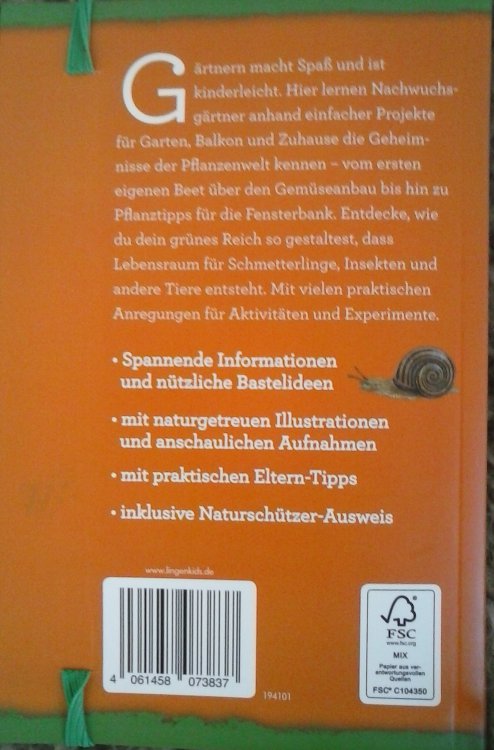 Gärtnern macht Spaß und ist
kinderleicht. Hier lernen Nachwuchs-
gärtner anhand einfacher Projekte
für Garten, Balkon und Zuhause die Geheim-
nisse der Pflanzenwelt kennen – vom ersten
eigenen Beet über den Gemüseanbau bis hin zu
Pflanztipps für die Fensterbank. Entdecke, wie
du dein grünes Reich so gestaltest, dass
Lebensraum für Schmetterlinge, Insekten und
andere Tiere entsteht. Mit vielen praktischen
Anregungen für Aktivitäten und Experimente.
• Spannende Informationen
und nützliche Bastelideen
• mit naturgetreuen Illustrationen
und anschaulichen Aufnahmen
• mit praktischen Eltern-Tipps
• inklusive Naturschützer-Ausweis
www.lingenkids.de
4 061458 073837
194101
FSC
www.fsc.org
MIX
Papier aus ver-
antwortungsvollen
Quellen
FSC® C104350